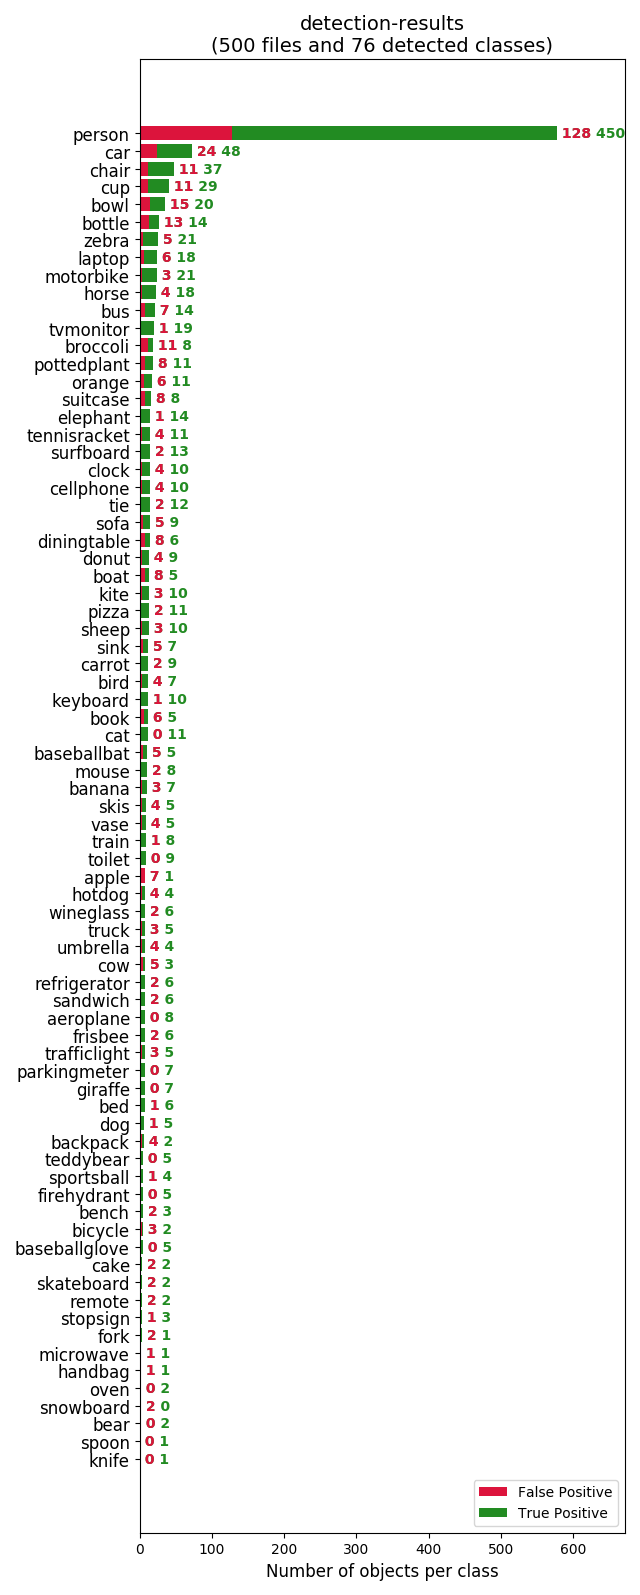 detection-results
(500 files and 76 detected classes)
person 128 450
car 24 48
chair 11 37
cup 11 29
bowl 15 20
bottle 13 14
zebra 5 21
laptop 6 18
motorbike 3 21
horse 4 18
bus 7 14
tvmonitor 1 19
broccoli 11 8
pottedplant 8 11
orange 6 11
suitcase 8 8
elephant 1 14
tennisracket 4 11
surfboard 2 13
clock 4 10
cellphone 4 10
tie 2 12
sofa 5 9
diningtable 8 6
donut 4 9
boat 8 5
kite 3 10
pizza 2 11
sheep 3 10
sink 5 7
carrot 2 9
bird 4 7
keyboard 1 10
book 6 5
cat 0 11
baseballbat 5 5
mouse 2 8
banana 3 7
skis 4 5
vase 4 5
train 1 8
toilet 0 9
apple 7 1
hotdog 4 4
wineglass 2 6
truck 3 5
umbrella 4 4
cow 5 3
refrigerator 2 6
sandwich 2 6
aeroplane 0 8
frisbee 2 6
trafficlight 3 5
parkingmeter 0 7
giraffe 0 7
bed 1 6
dog 1 5
backpack 4 2
teddybear 0 5
sportsball 1 4
firehydrant 0 5
bench 2 3
bicycle 3 2
baseballglove 0 5
cake 2 2
skateboard 2 2
remote 2 2
stopsign 1 3
fork 2 1
microwave 1 1
handbag 1 1
oven 0 2
snowboard 2 0
bear 0 2
spoon 0 1
knife 0 1
False Positive
True Positive
0 100 200 300 400 500 600
Number of objects per class